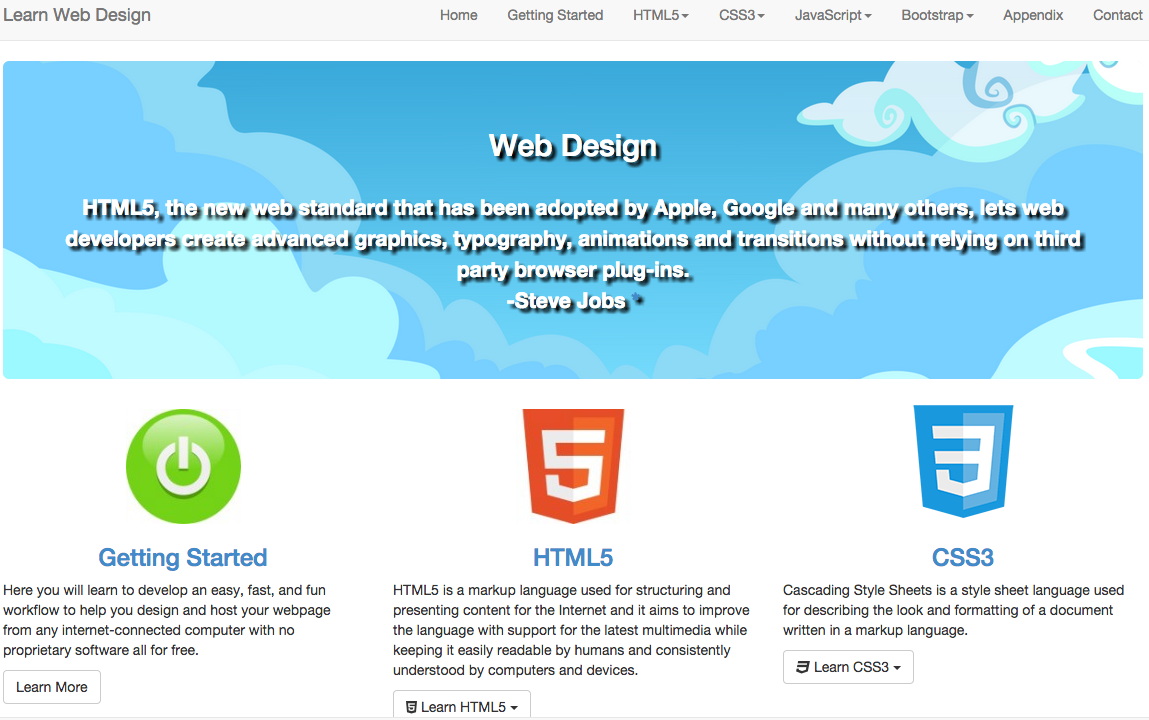 Learn Web Design
Home Getting Started HTML5 CSS3 JavaScript Bootstrap Appendix Contact
Web Design
HTML5, the new web standard that has been adopted by Apple, Google and many others, lets web
developers create advanced graphics, typography, animations and transitions without relying on third
party browser plug-ins.
-Steve Jobs *
Getting Started
Here you will learn to develop an easy, fast, and fun
workflow to help you design and host your webpage
from any internet-connected computer with no
proprietary software all for free.
Learn More
5
HTML5
HTML5 is a markup language used for structuring and
presenting content for the Internet and it aims to improve
the language with support for the latest multimedia while
keeping it easily readable by humans and consistently
understood by computers and devices.
Learn HTML5
3
CSS3
Cascading Style Sheets is a style sheet language used
for describing the look and formatting of a document
written in a markup language.
Learn CSS3